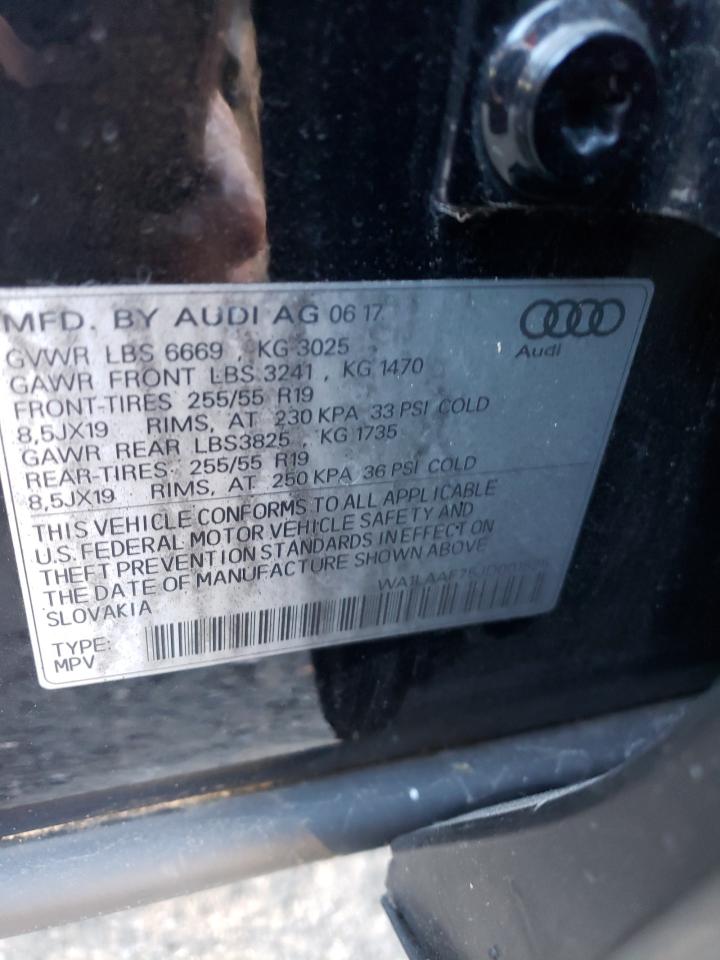 MFD. BY AUDI AG 06 17
Audi
GVWR LBS 6669 , KG 3025
GAWR FRONT LBS 3241 , KG 1470
FRONT-TIRES 255/55 R19
8,5JX19 RIMS, AT 230 KPA 33 PSI COLD
GAWR REAR LBS3825 , KG 1735
REAR-TIRES 255/55 R19
8,5JX19 RIMS, AT 250 KPA 36 PSI COLD
THIS VEHICLE CONFORMS TO ALL APPLICABLE
U.S. FEDERAL MOTOR VEHICLE SAFETY AND
THEFT PREVENTION STANDARDS IN EFFECT ON
THE DATE OF MANUFACTURE SHOWN ABOVE
SLOVAKIA
TYPE:
MPV